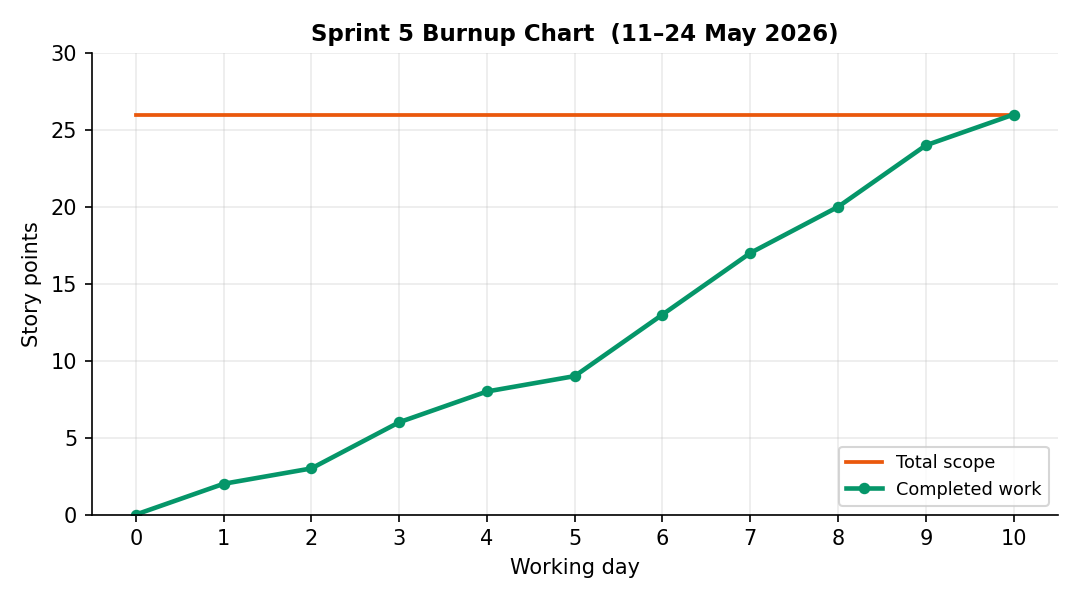 Sprint 5 Burnup Chart  (11–24 May 2026)
30
25
20
15
10
5
0
Story points
Total scope
Completed work
0 1 2 3 4 5 6 7 8 9 10
Working day